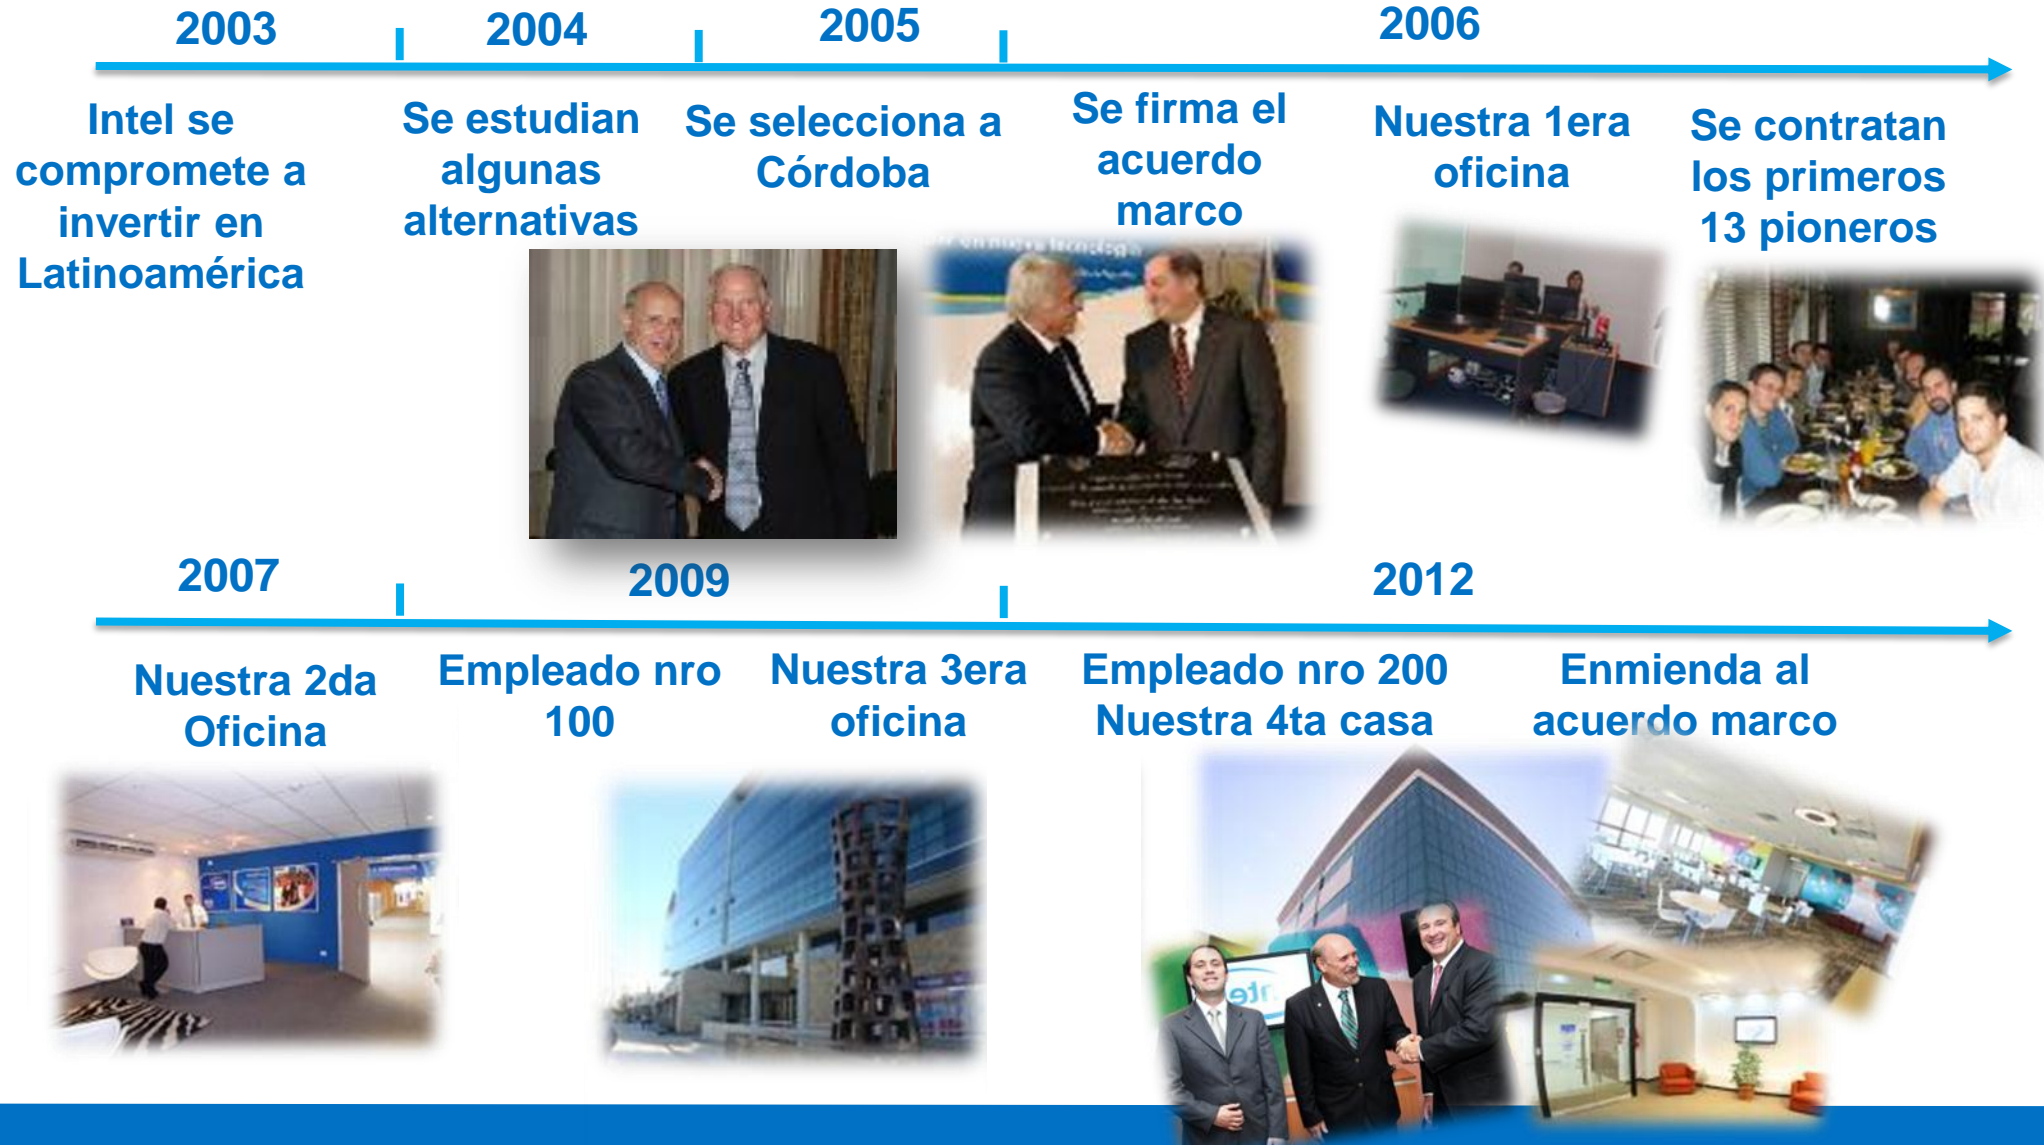 2003
2004
2005
2006
Intel se
compromete a
invertir en
Latinoamérica
Se estudian
algunas
alternativas
Se selecciona a
Córdoba
Se firma el
acuerdo
marco
Nuestra 1era
oficina
Se contratan
los primeros
13 pioneros
2007
2009
2012
Nuestra 2da
Oficina
Empleado nro
100
Nuestra 3era
oficina
Empleado nro 200
Nuestra 4ta casa
Enmienda al
acuerdo marco